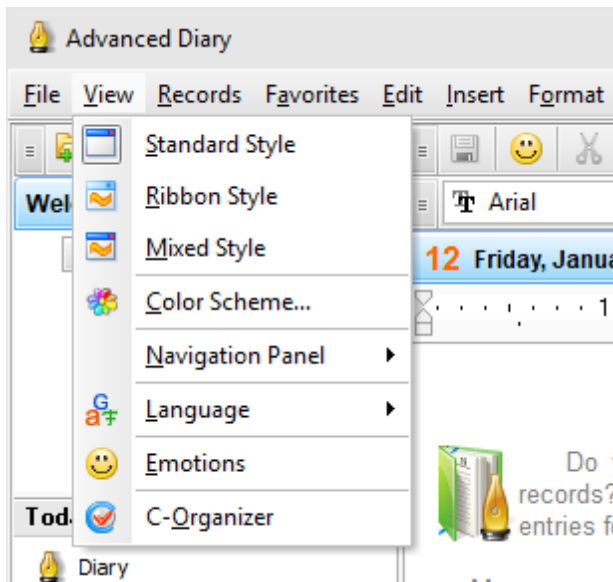 Advanced Diary
File View Records Favorites Edit Insert Format
Standard Style
Ribbon Style
Mixed Style
Color Scheme...
Navigation Panel
Language
Emotions
C-Organizer
Arial
12 Friday,
1
Do
records?
entries
Diary